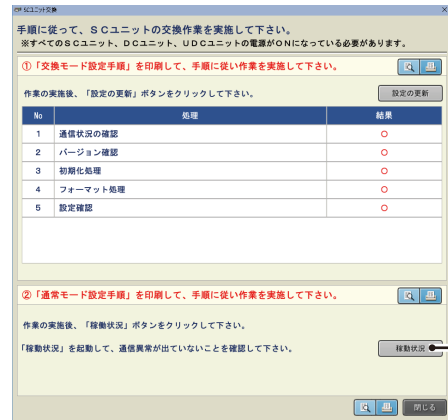 SCユニット交換
手順に従って、ＳＣユニットの交換作業を実施して下さい。
※すべてのＳＣユニット、ＤＣユニット、ＵＤＣユニットの電源がＯＮになっている必要があります。
①「交換モード設定手順」を印刷して、手順に従い作業を実施して下さい。
作業の実施後、「設定の更新」ボタンをクリックして下さい。 設定の更新
No 処理 結果
1 通信状況の確認 ○
2 バージョン確認 ○
3 初期化処理 ○
4 フォーマット処理 ○
5 設定確認 ○
②「通常モード設定手順」を印刷して、手順に従い作業を実施して下さい。
作業の実施後、「稼働状況」ボタンをクリックして下さい。
「稼働状況」を起動して、通信異常が出ていないことを確認して下さい。 稼動状況
閉じる